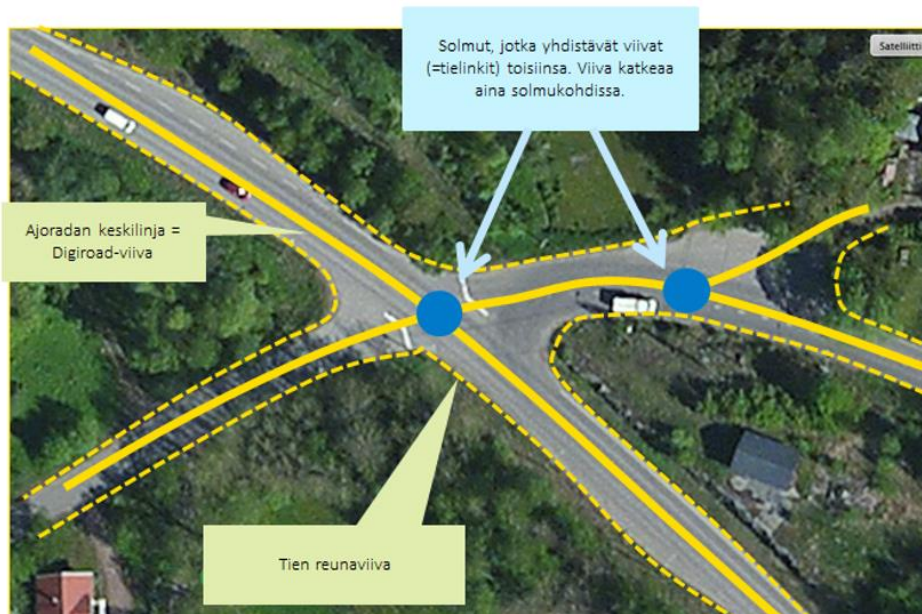 Solmut, jotka yhdistävät viivat
(=tielinkit) toisiinsa. Viiva katkeaa
aina solmukohdissa.
Satelliitti
Ajoradan keskilinja =
Digiroad-viiva
Tien reunaviiva